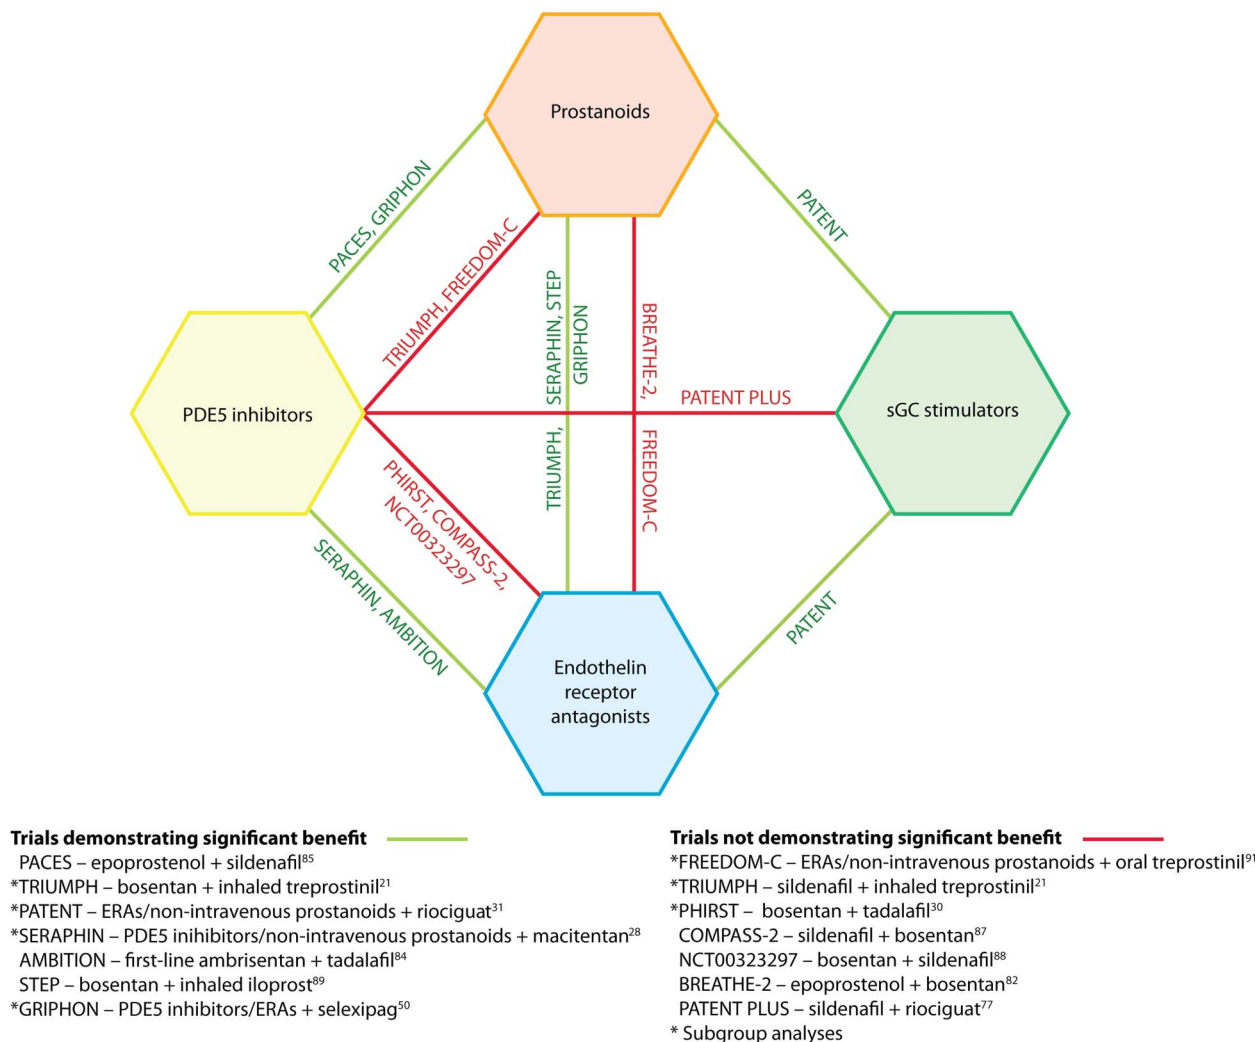 Prostanoids
PACES, GRIPHON
PATENT
TRIUMPH, FREEDOM-C
TRIUMPH, SERAPHIN, STEP
GRIPHON
BREATHE-2, FREEDOM-C
PDE5 inhibitors
PATENT PLUS
sGC stimulators
PHIRST, COMPASS-2,
NCT00323297
SERAPHIN, AMBITION
PATENT
Endothelin
receptor
antagonists
Trials demonstrating significant benefit
PACES – epoprostenol + sildenafil85
*TRIUMPH – bosentan + inhaled treprostinil21
*PATENT – ERAs/non-intravenous prostanoids + riociguat31
*SERAPHIN – PDE5 inihibitors/non-intravenous prostanoids + macitentan28
AMBITION – first-line ambrisentan + tadalafil84
STEP – bosentan + inhaled iloprost89
*GRIPHON – PDE5 inhibitors/ERAs + selexipag50
Trials not demonstrating significant benefit
*FREEDOM-C – ERAs/non-intravenous prostanoids + oral treprostinil91
*TRIUMPH – sildenafil + inhaled treprostinil21
*PHIRST – bosentan + tadalafil30
COMPASS-2 – sildenafil + bosentan87
NCT00323297 – bosentan + sildenafil88
BREATHE-2 – epoprostenol + bosentan82
PATENT PLUS – sildenafil + riociguat77
* Subgroup analyses